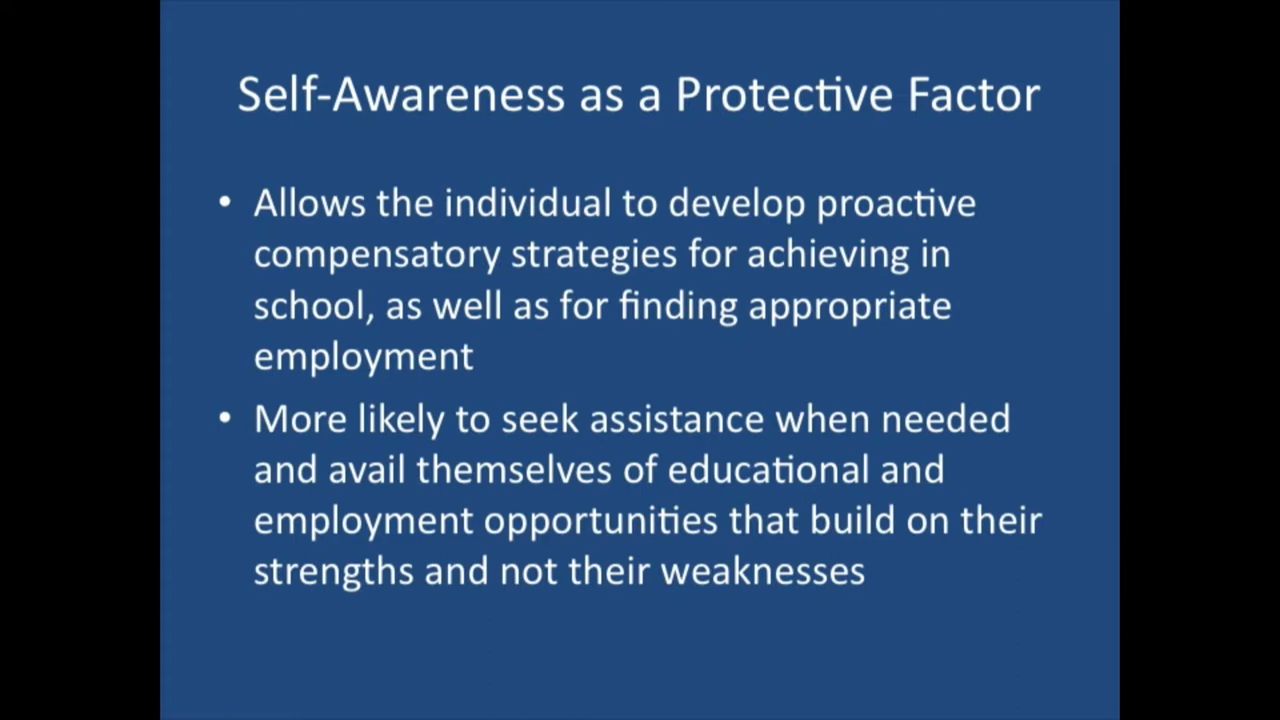 Self-Awareness as a Protective Factor
• Allows the individual to develop proactive
compensatory strategies for achieving in
school, as well as for finding appropriate
employment
• More likely to seek assistance when needed
and avail themselves of educational and
employment opportunities that build on their
strengths and not their weaknesses